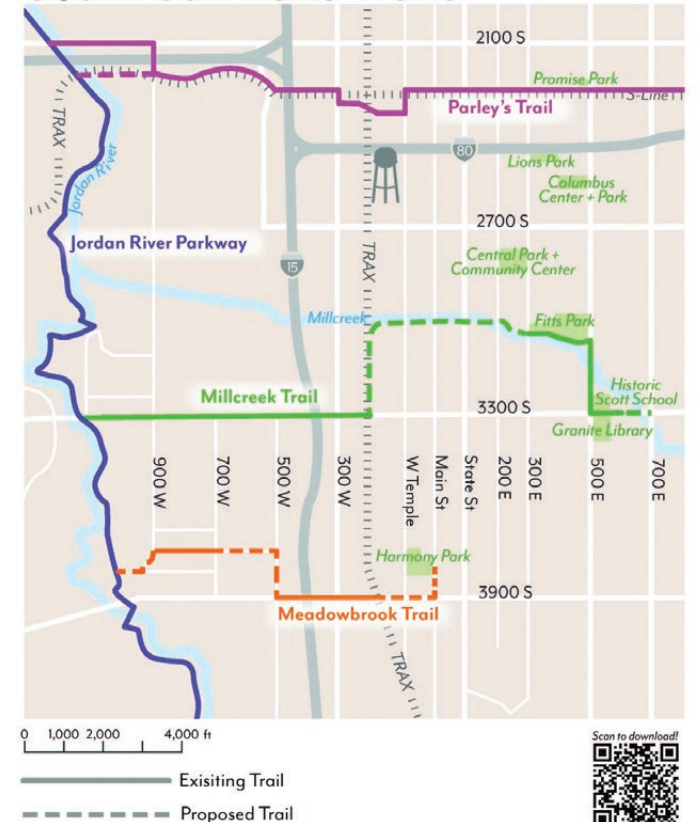 2100 S
Promise Park
S-Line
Parley's Trail
TRAX
80
Lions Park
Columbus
Center + Park
Jordan River
2700 S
Jordan River Parkway
TRAX
Central Park +
Community Center
15
Millcreek
Fitts Park
Historic
Scott School
Millcreek Trail
3300 S
Granite Library
900 W
700 W
500 W
300 W
W Temple
Main St
State St
200 E
300 E
500 E
700 E
Harmony Park
3900 S
Meadowbrook Trail
TRAX
0 1,000 2,000 4,000 ft
Scan to download!
Exisiting Trail
Proposed Trail